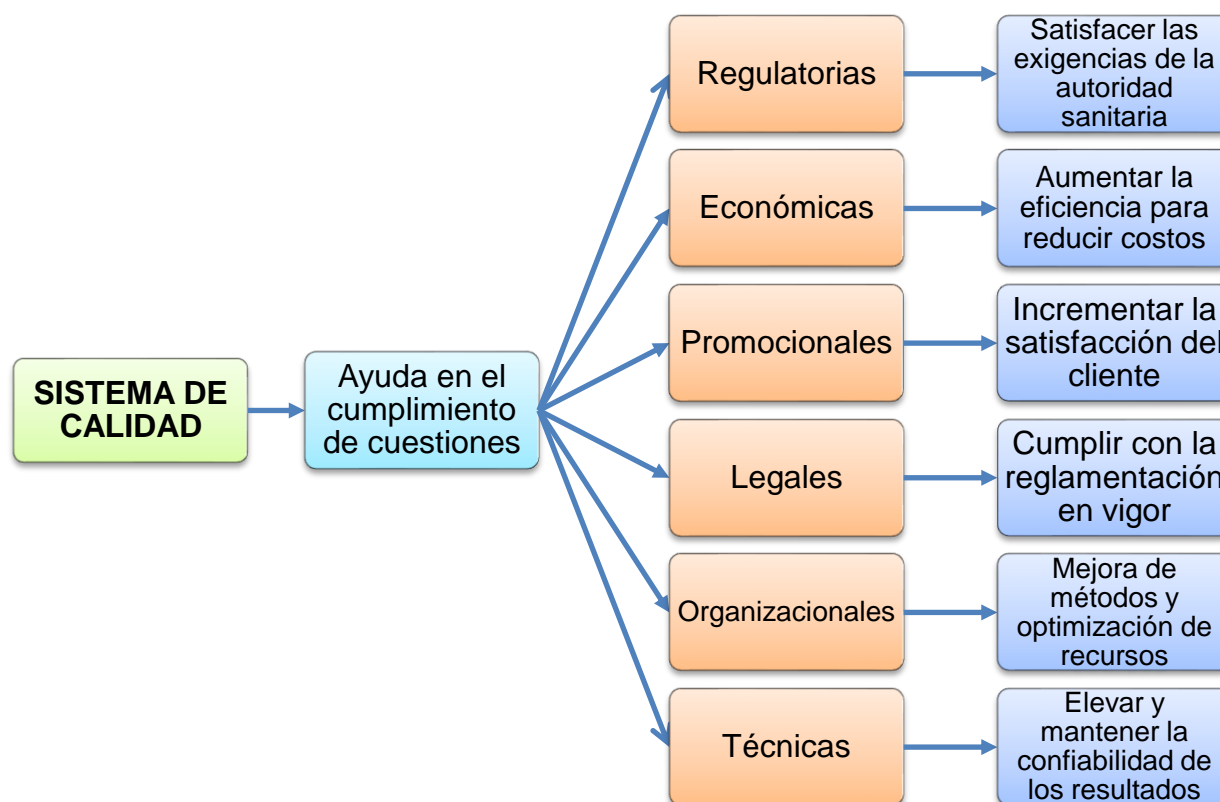 SISTEMA DE
CALIDAD
Ayuda en el
cumplimiento
de cuestiones
Regulatorias
Satisfacer las
exigencias de la
autoridad
sanitaria
Económicas
Aumentar la
eficiencia para
reducir costos
Promocionales
Incrementar la
satisfacción del
cliente
Legales
Cumplir con la
reglamentación
en vigor
Organizacionales
Mejora de
métodos y
optimización de
recursos
Técnicas
Elevar y
mantener la
confiabilidad de
los resultados